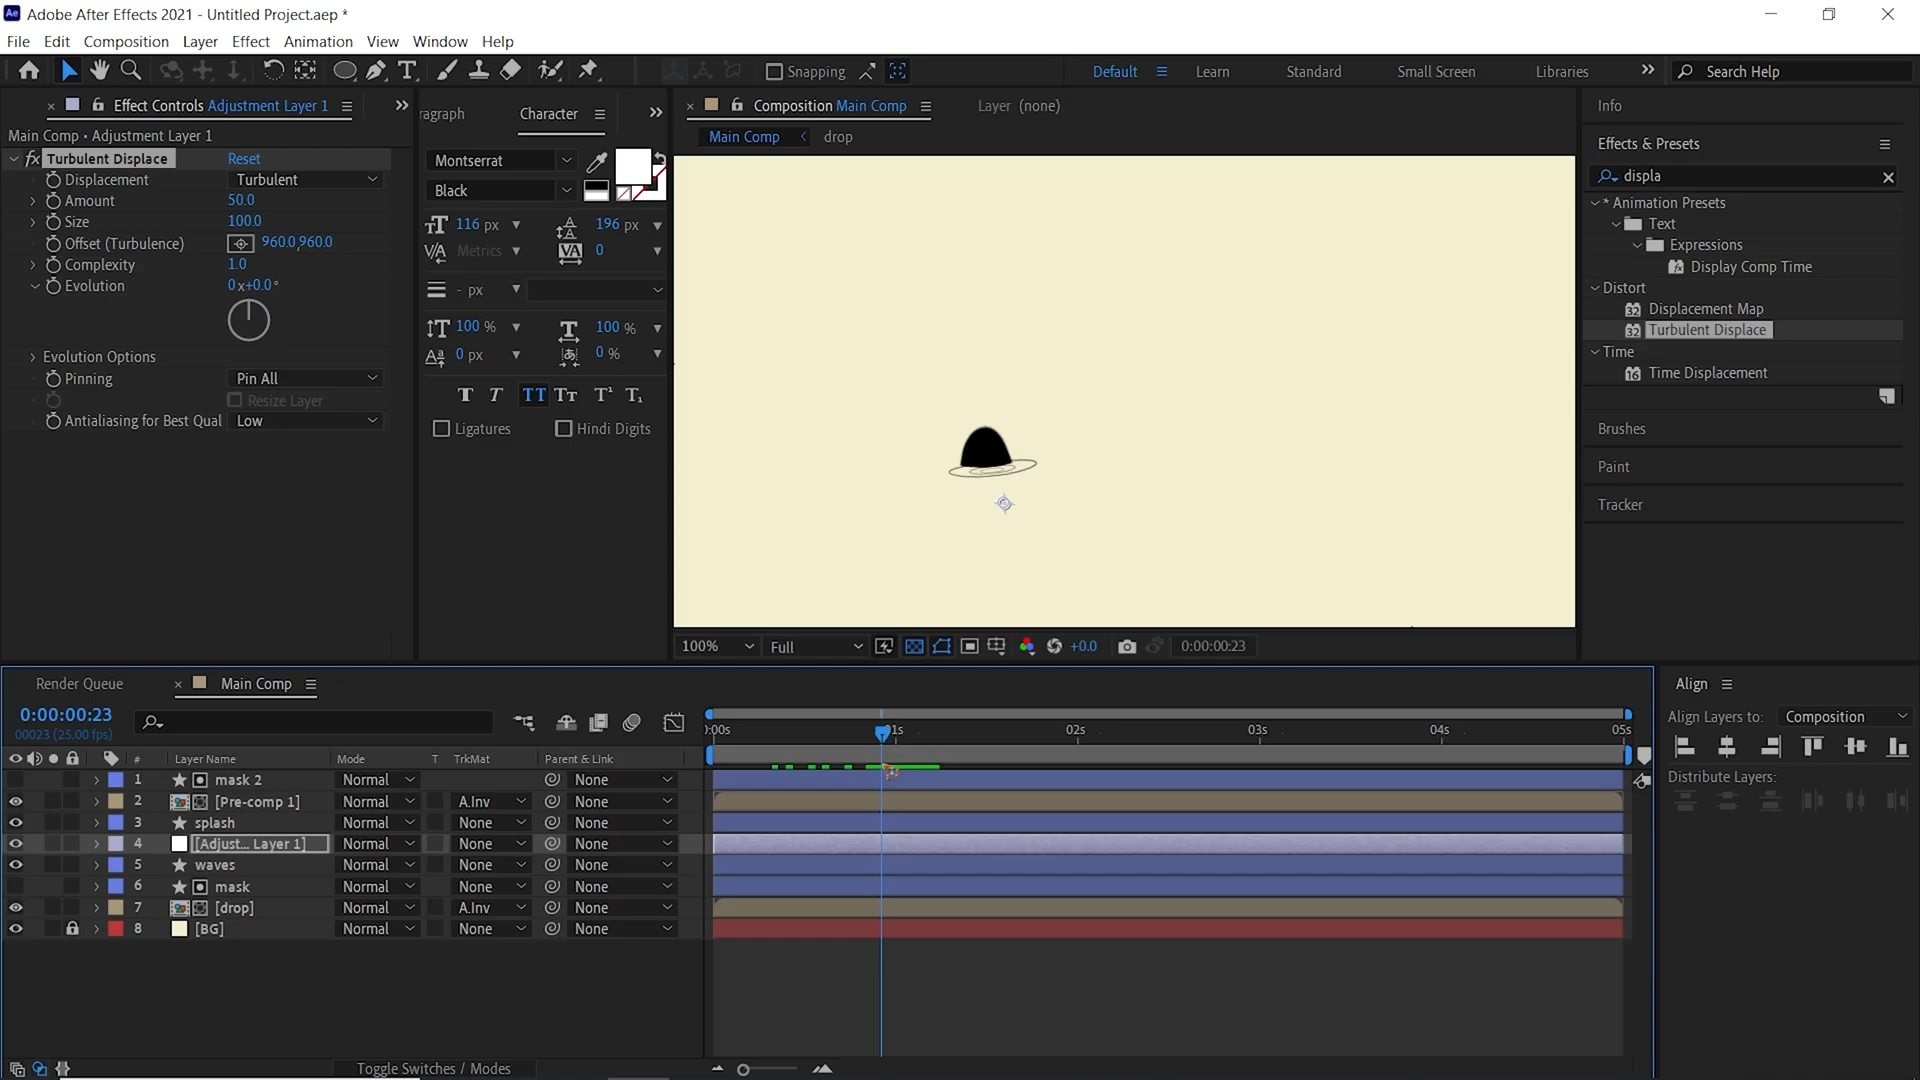 Adobe After Effects 2021 - Untitled Project.aep *
File Edit Composition Layer Effect Animation View Window Help
Snapping
Default Learn Standard Small Screen Libraries
Search Help
Effect Controls Adjustment Layer 1
Main Comp • Adjustment Layer 1
fx Turbulent Displace Reset
Displacement Turbulent
Amount 50.0
Size 100.0
Offset (Turbulence) 960.0,960.0
Complexity 1.0
Evolution 0x+0.0°
Evolution Options
Pinning Pin All
Resize Layer
Antialiasing for Best Qual Low
ragraph Character
Montserrat
Black
116 px 196 px
Metrics 0
- px
100 % 100 %
0 px 0 %
Ligatures Hindi Digits
Composition Main Comp
Layer (none)
Main Comp drop
100% Full +0.0 0:00:00:23
Info
Effects & Presets
displa
* Animation Presets
Text
Expressions
Display Comp Time
Distort
Displacement Map
Turbulent Displace
Time
Time Displacement
Brushes
Paint
Tracker
Render Queue Main Comp
0:00:00:23
00023 (25.00 fps)
# Layer Name Mode T TrkMat Parent & Link
1 mask 2 Normal None
2 [Pre-comp 1] Normal A.Inv None
3 splash Normal None None
4 [[Adjust... Layer 1] Normal None None
5 waves Normal None None
6 mask Normal None None
7 [drop] Normal A.Inv None
8 [BG] Normal None None
Toggle Switches / Modes
):00s 01s 02s 03s 04s 05s
Align
Align Layers to: Composition
Distribute Layers: